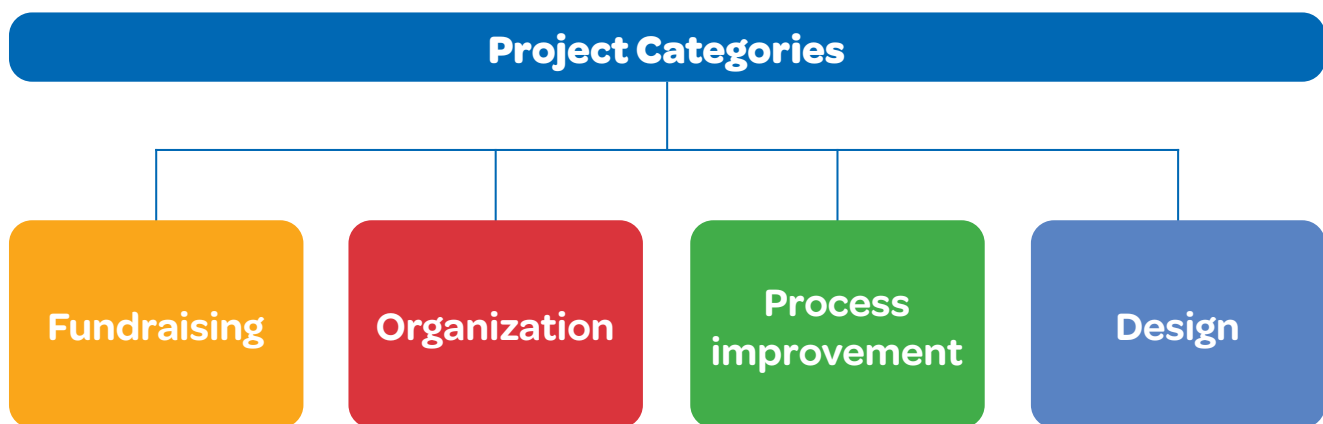 Project Categories
Fundraising
Organization
Process
improvement
Design